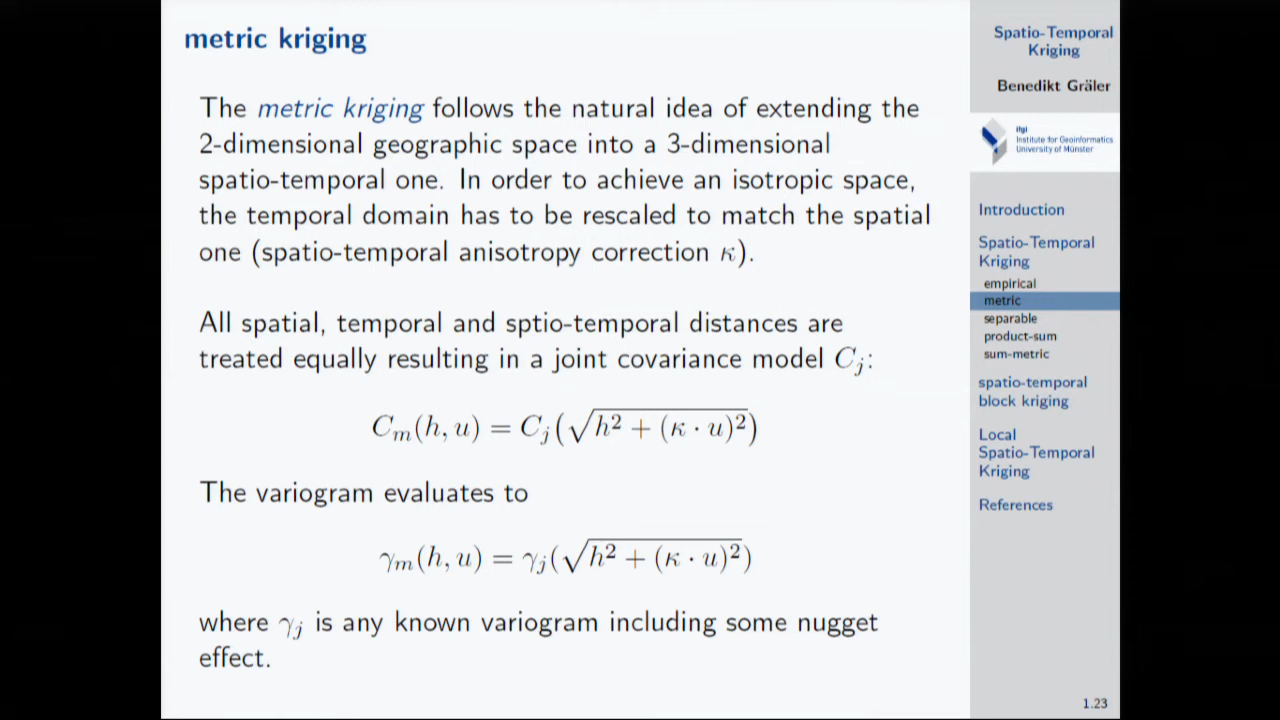 metric kriging
The metric kriging follows the natural idea of extending the
2-dimensional geographic space into a 3-dimensional
spatio-temporal one. In order to achieve an isotropic space,
the temporal domain has to be rescaled to match the spatial
one (spatio-temporal anisotropy correction κ).
All spatial, temporal and sptio-temporal distances are
treated equally resulting in a joint covariance model C_j:
C_m(h, u) = C_j(√(h² + (κ · u)²))
The variogram evaluates to
γ_m(h, u) = γ_j(√(h² + (κ · u)²))
where γ_j is any known variogram including some nugget
effect.
Spatio-Temporal
Kriging
Benedikt Gräler
ifgi
Institute for Geoinformatics
University of Münster
Introduction
Spatio-Temporal
Kriging
empirical
metric
separable
product-sum
sum-metric
spatio-temporal
block kriging
Local
Spatio-Temporal
Kriging
References
1.23